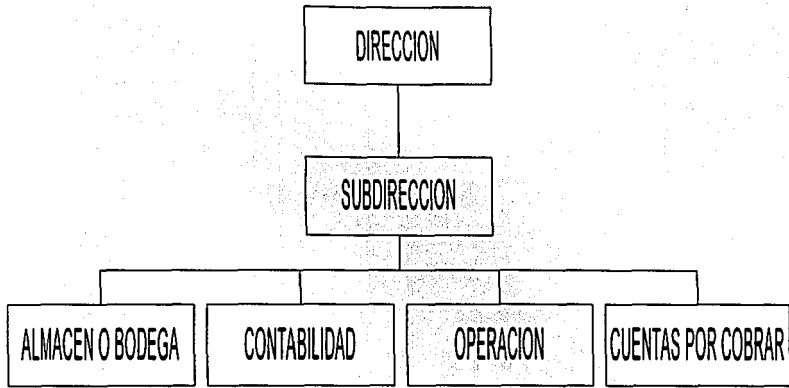 DIRECCION
SUBDIRECCION
ALMACEN O BODEGA
CONTABILIDAD
OPERACION
CUENTAS POR COBRAR